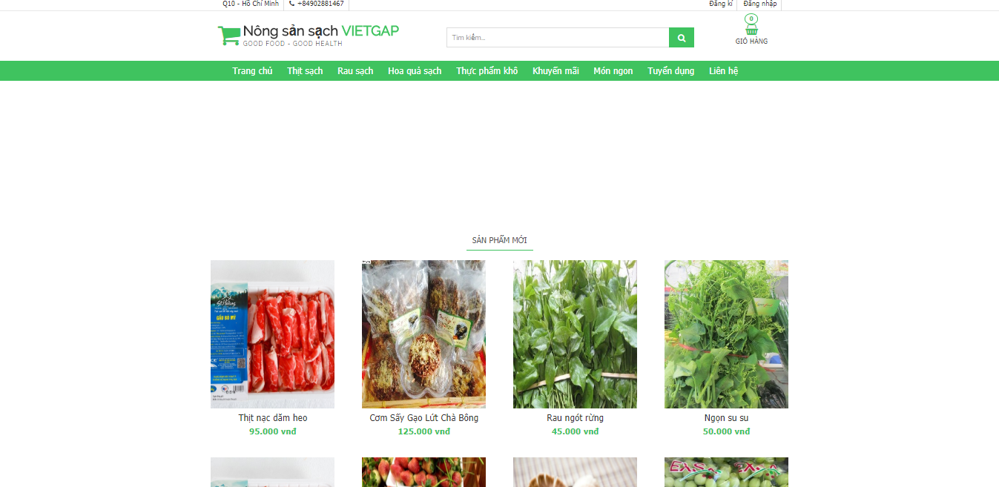 Q10 - Hồ Chí Minh
+84902881467
Đăng kí
Đăng nhập
Nông sản sạch VIETGAP
GOOD FOOD - GOOD HEALTH
Tìm kiếm...
0
GIỎ HÀNG
Trang chủ
Thịt sạch
Rau sạch
Hoa quả sạch
Thực phẩm khô
Khuyến mãi
Món ngon
Tuyển dụng
Liên hệ
SẢN PHẨM MỚI
GẦU BÒ MỸ
Thịt nạc dăm heo
95.000 vnđ
Cơm Sấy Gạo Lứt Chà Bông
125.000 vnđ
Rau ngót rừng
45.000 vnđ
Ngọn su su
50.000 vnđ